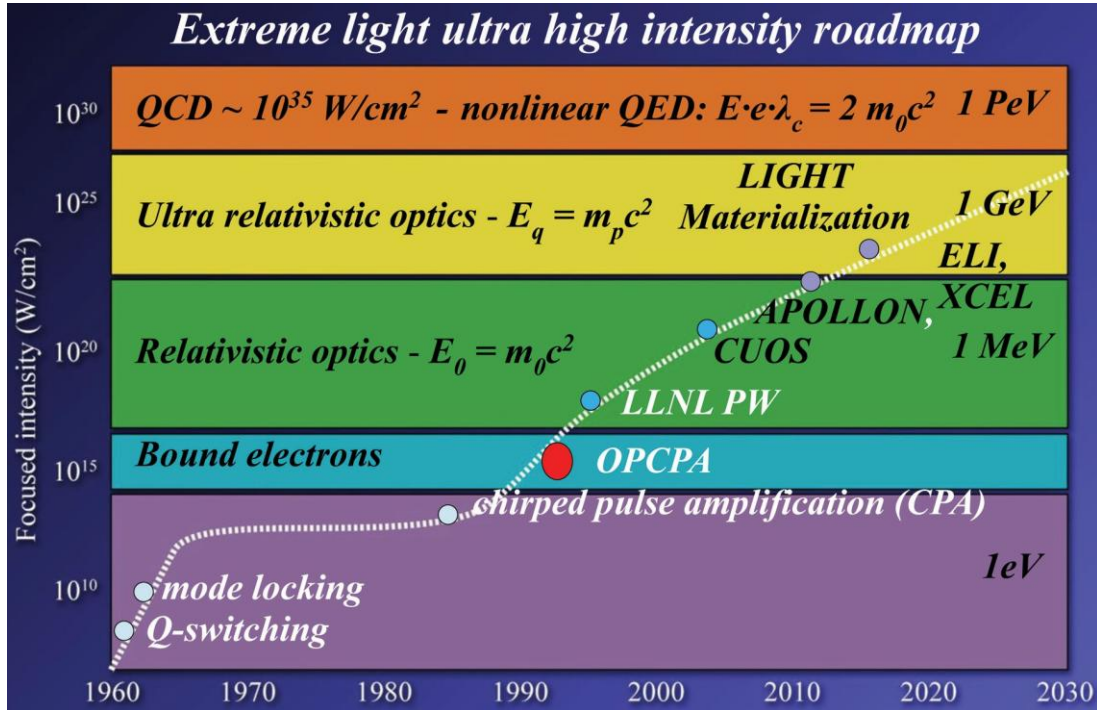 Extreme light ultra high intensity roadmap
Focused intensity (W/cm²)
10³⁰
QCD ~ 10³⁵ W/cm² - nonlinear QED: E·e·λ_c = 2 m₀c²
1 PeV
10²⁵
LIGHT
Materialization
Ultra relativistic optics - E_q = m_pc²
1 GeV
ELI,
XCEL
APOLLON,
10²⁰
Relativistic optics - E₀ = m₀c²
CUOS
1 MeV
LLNL PW
10¹⁵
Bound electrons
OPCPA
chirped pulse amplification (CPA)
1eV
10¹⁰
mode locking
Q-switching
1960 1970 1980 1990 2000 2010 2020 2030